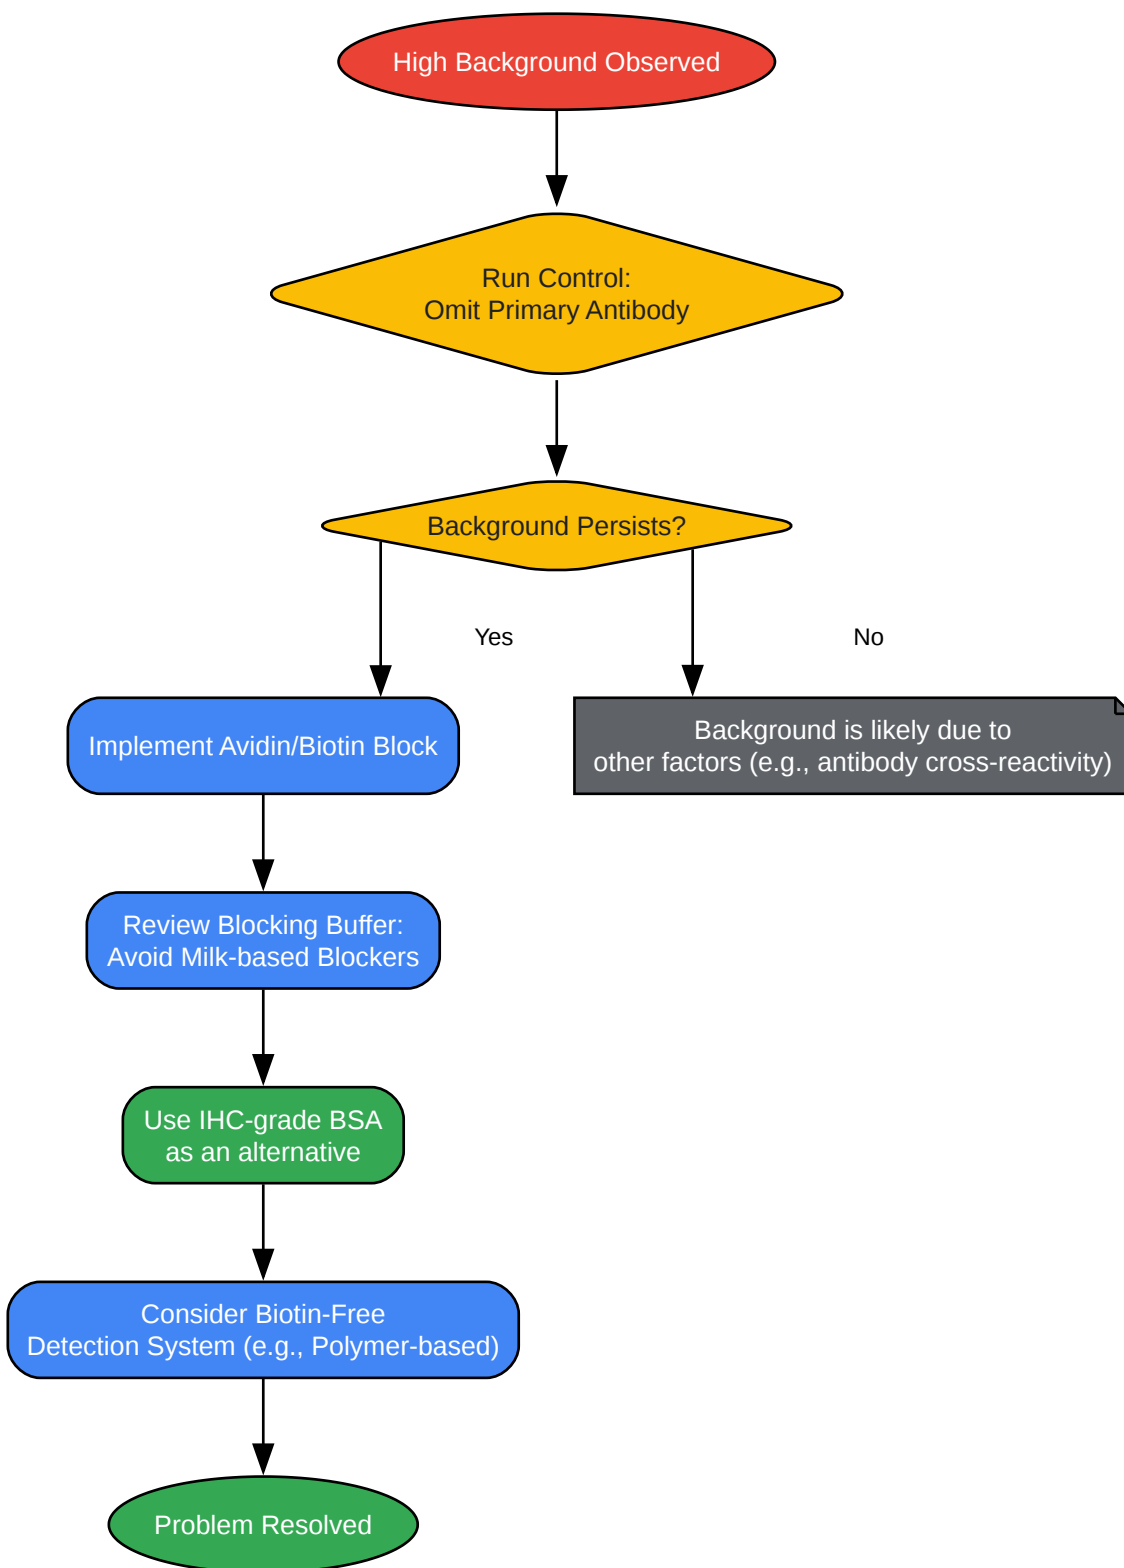 High Background Observed
Run Control:
Omit Primary Antibody
Background Persists?
Yes
No
Implement Avidin/Biotin Block
Background is likely due to
other factors (e.g., antibody cross-reactivity)
Review Blocking Buffer:
Avoid Milk-based Blockers
Use IHC-grade BSA
as an alternative
Consider Biotin-Free
Detection System (e.g., Polymer-based)
Problem Resolved